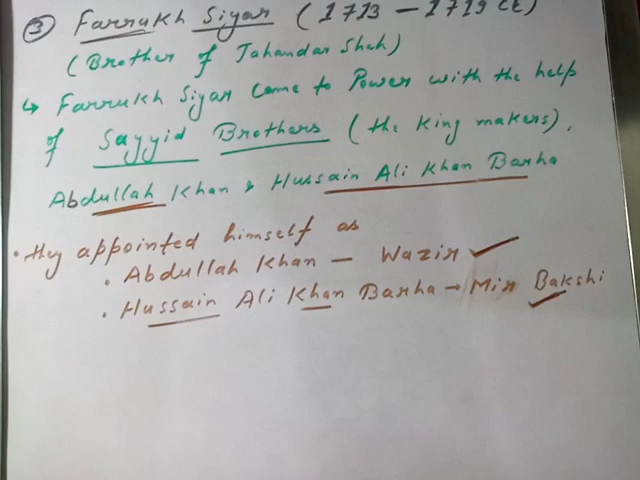 ③ Farrukh Siyar (1713 – 1719 CE)
(Brother of Jahandar Shah)
↳ Farrukh Siyar came to Power with the help
of Sayyid Brothers (the King makers),
Abdullah Khan & Hussain Ali Khan Barha
• they appointed himself as
• Abdullah Khan – Wazir ✓
• Hussain Ali Khan Barha → Mir Bakshi ✓